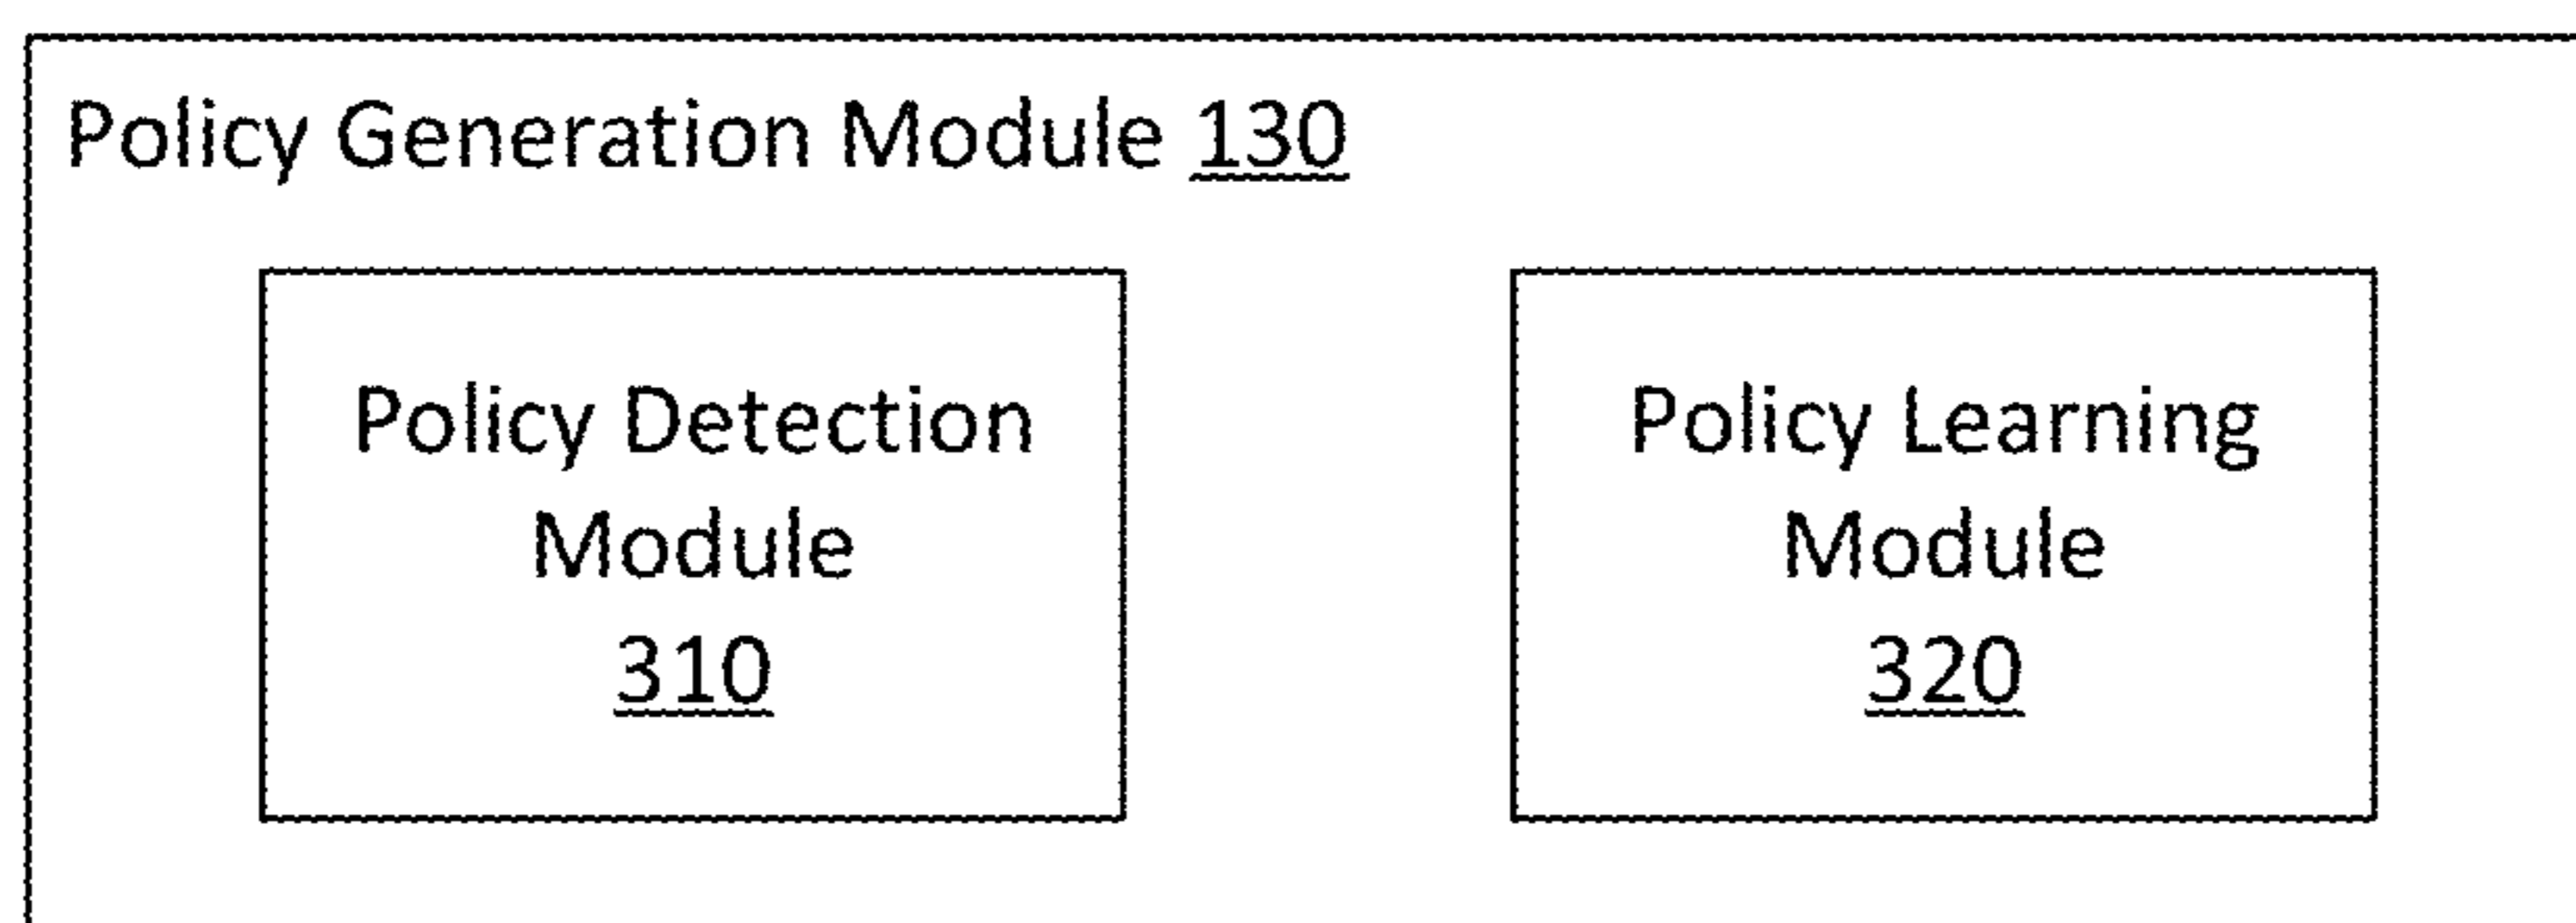 Policy Generation Module 130
Policy Detection
Module
310
Policy Learning
Module
320